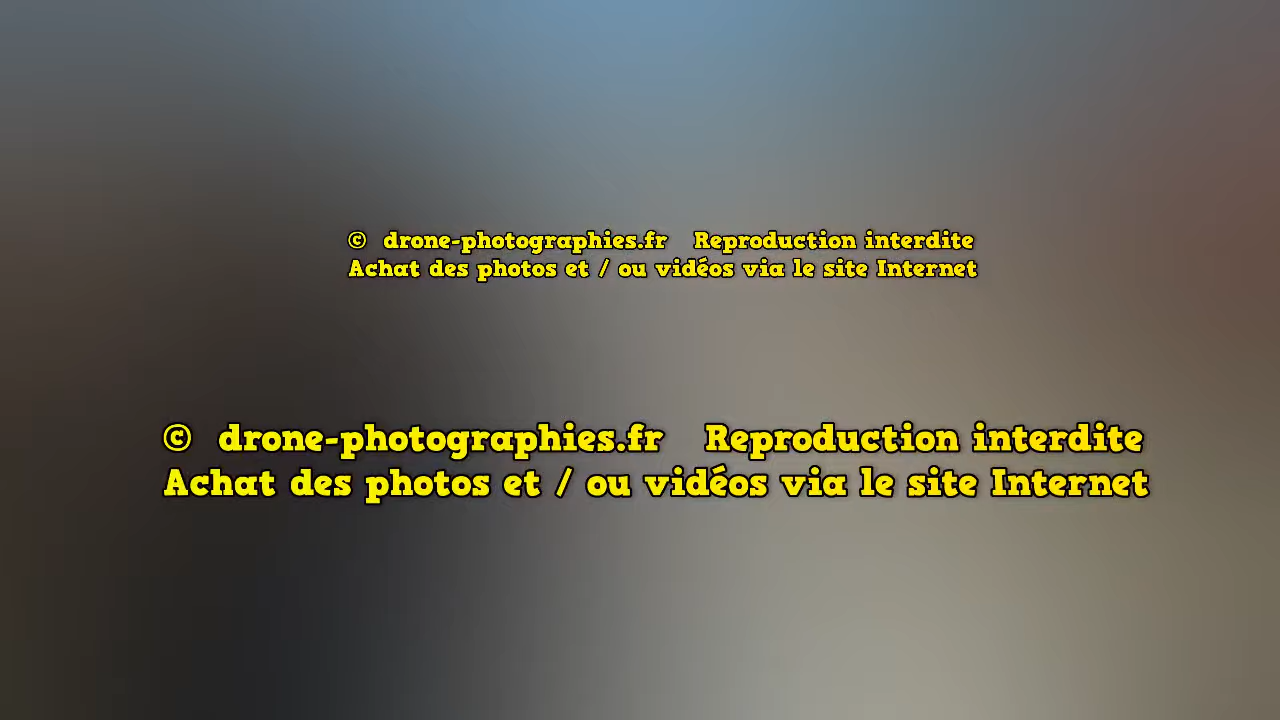 © drone-photographies.fr Reproduction interdite
Achat des photos et / ou vidéos via le site Internet
© drone-photographies.fr Reproduction interdite
Achat des photos et / ou vidéos via le site Internet